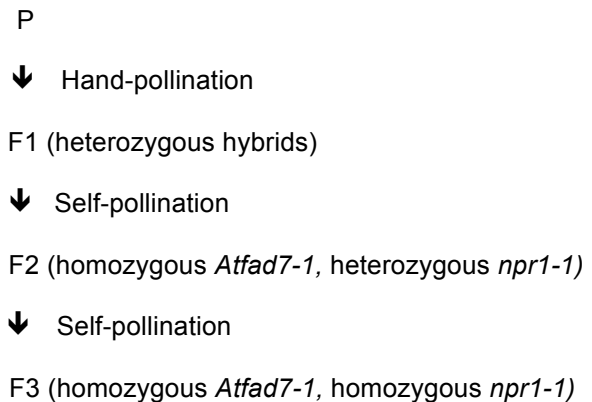 P
🡻 Hand-pollination
F1 (heterozygous hybrids)
🡻 Self-pollination
F2 (homozygous Atfad7-1, heterozygous npr1-1)
🡻 Self-pollination
F3 (homozygous Atfad7-1, homozygous npr1-1)